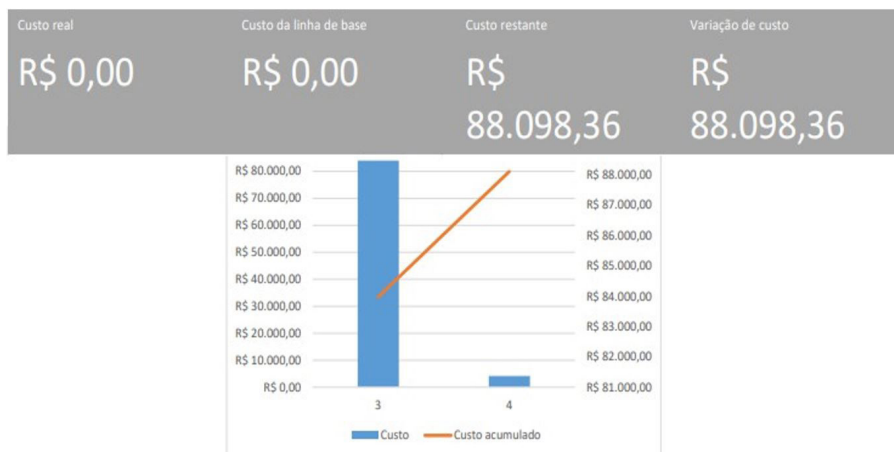 Custo real
Custo da linha de base
Custo restante
Variação de custo
R$ 0,00
R$ 0,00
R$
88.098,36
R$
88.098,36
R$ 80.000,00
R$ 70.000,00
R$ 60.000,00
R$ 50.000,00
R$ 40.000,00
R$ 30.000,00
R$ 20.000,00
R$ 10.000,00
R$ 0,00
R$ 88.000,00
R$ 87.000,00
R$ 86.000,00
R$ 85.000,00
R$ 84.000,00
R$ 83.000,00
R$ 82.000,00
R$ 81.000,00
3
4
Custo
Custo acumulado